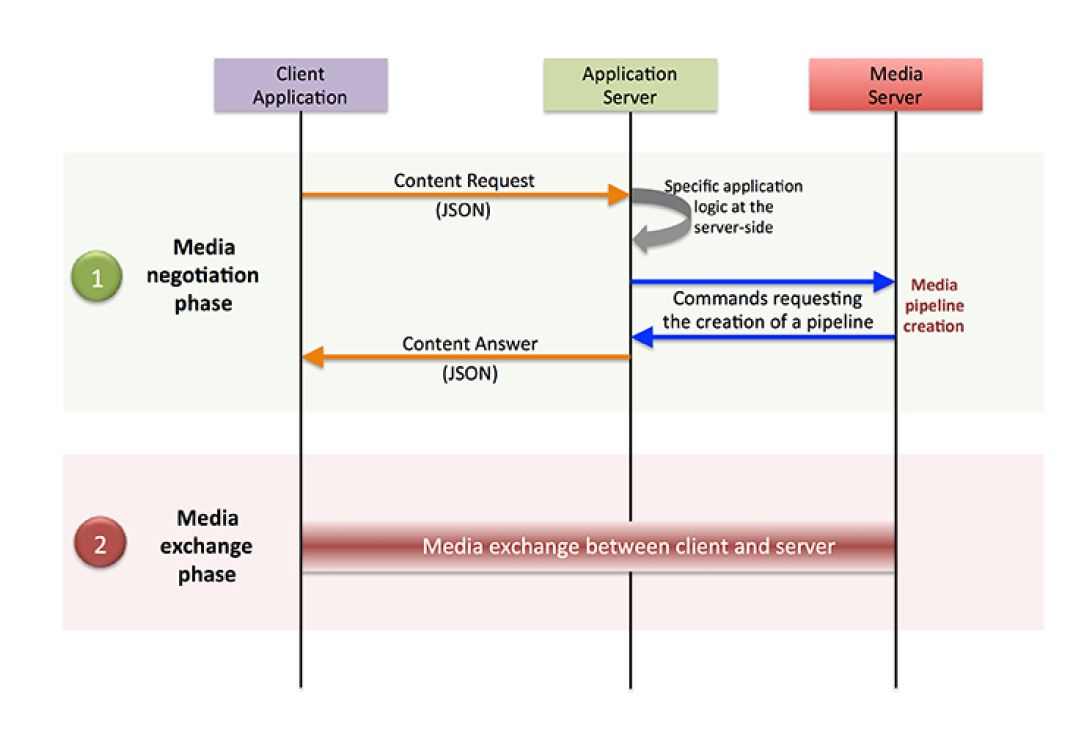 Client
Application
Application
Server
Media
Server
Content Request
(JSON)
Specific application
logic at the
server-side
1
Media
negotiation
phase
Commands requesting
the creation of a pipeline
Media
pipeline
creation
Content Answer
(JSON)
2
Media
exchange
phase
Media exchange between client and server